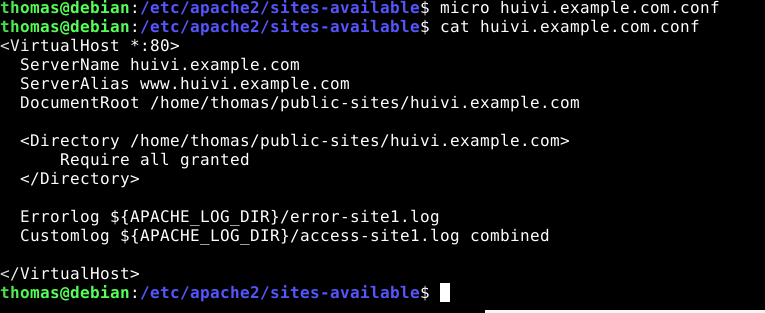 thomas@debian:/etc/apache2/sites-available$ micro huivi.example.com.conf
thomas@debian:/etc/apache2/sites-available$ cat huivi.example.com.conf
<VirtualHost *:80>
  ServerName huivi.example.com
  ServerAlias www.huivi.example.com
  DocumentRoot /home/thomas/public-sites/huivi.example.com

  <Directory /home/thomas/public-sites/huivi.example.com>
      Require all granted
  </Directory>

  Errorlog ${APACHE_LOG_DIR}/error-site1.log
  Customlog ${APACHE_LOG_DIR}/access-site1.log combined

</VirtualHost>
thomas@debian:/etc/apache2/sites-available$